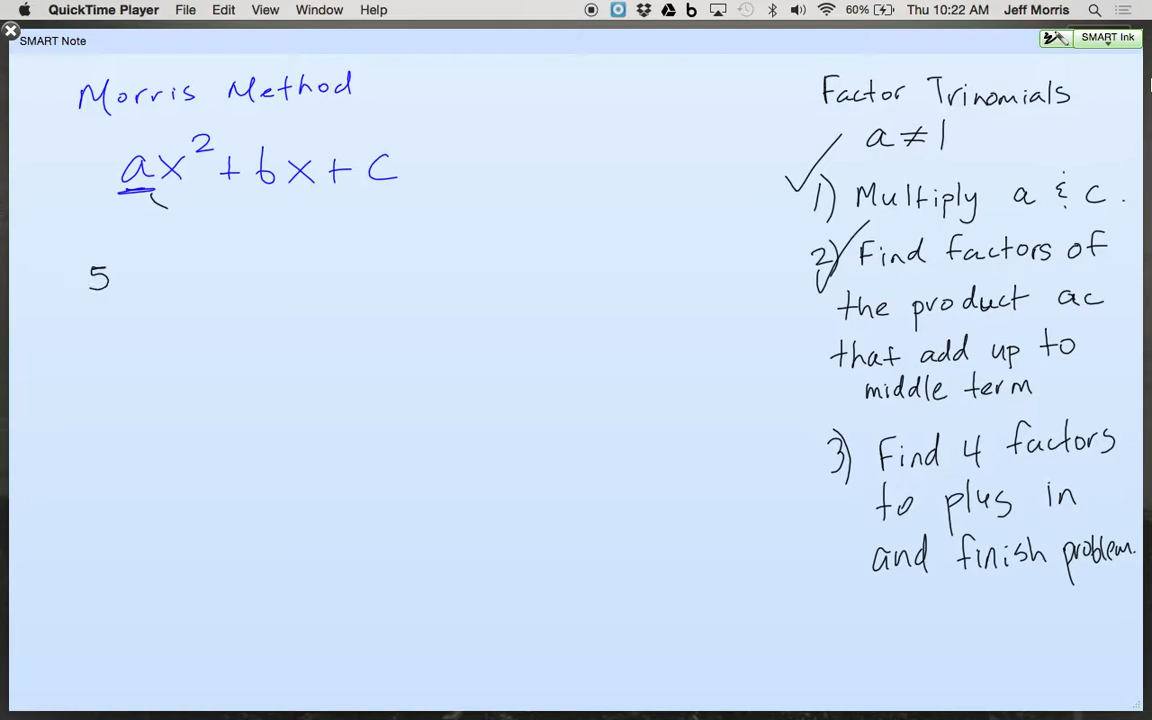 QuickTime Player File Edit View Window Help 60% Thu 10:22 AM Jeff Morris
SMART Note
SMART Ink
Morris Method
ax² + bx + c
5
Factor Trinomials
a ≠ 1
1) Multiply a & c.
2) Find factors of
the product ac
that add up to
middle term
3) Find 4 factors
to plug in
and finish problem.